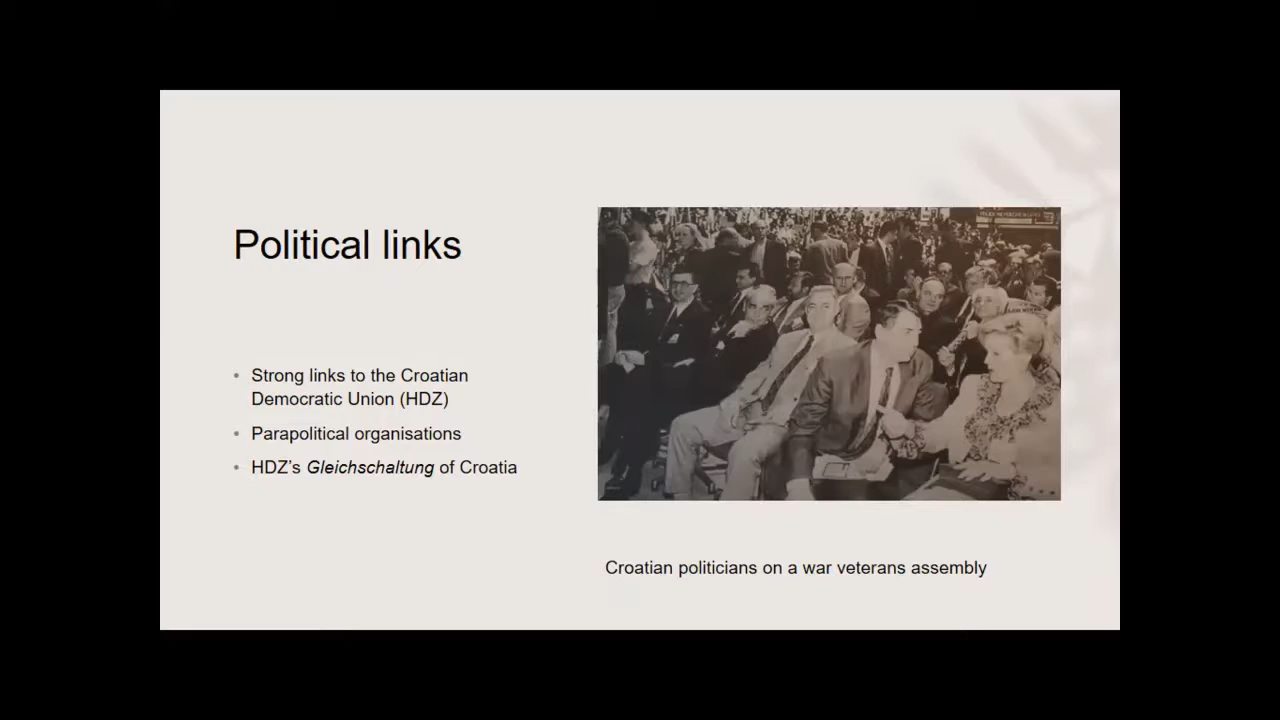 Political links
Strong links to the Croatian
Democratic Union (HDZ)
Parapolitical organisations
HDZ's Gleichschaltung of Croatia
Croatian politicians on a war veterans assembly